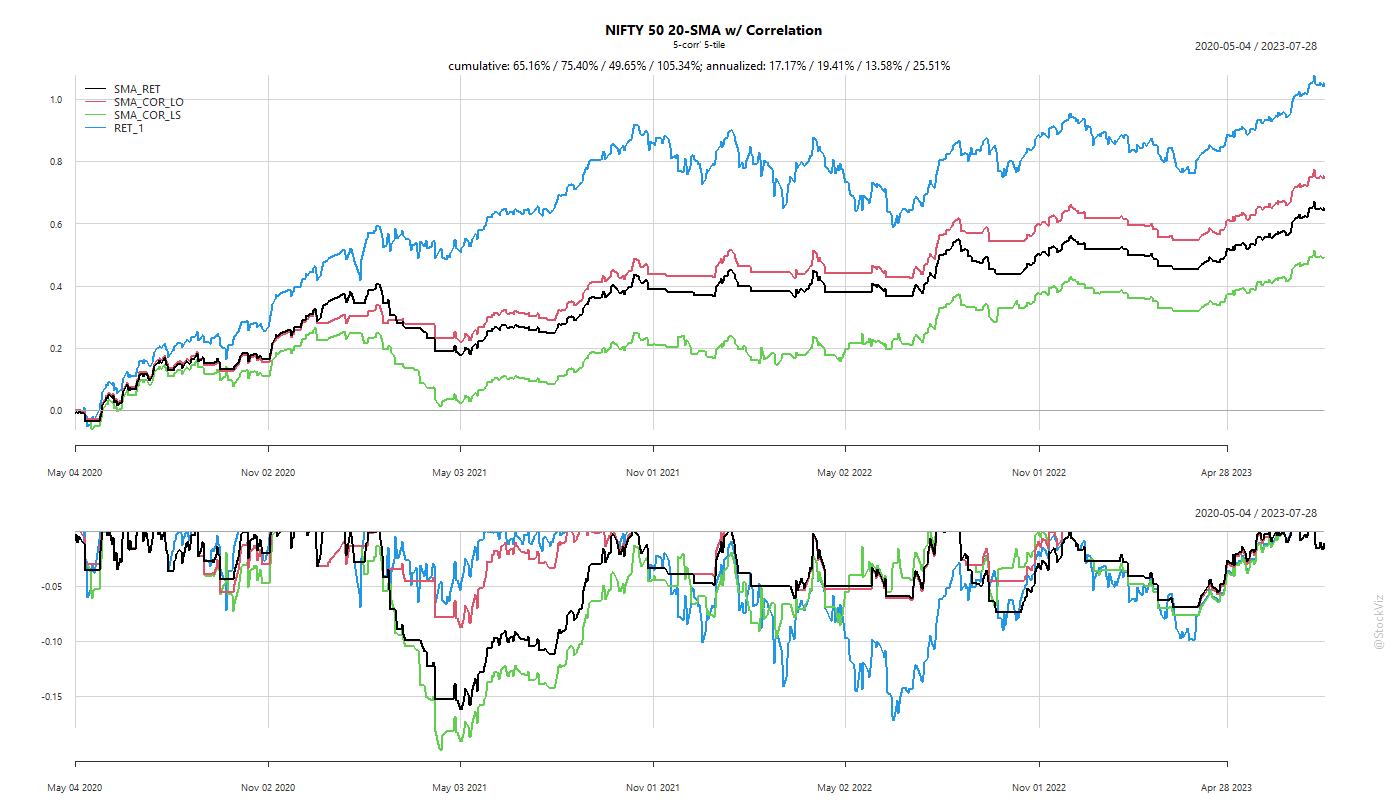 NIFTY 50 20-SMA w/ Correlation
5-corr' 5-tile
2020-05-04 / 2023-07-28
cumulative: 65.16% / 75.40% / 49.65% / 105.34%; annualized: 17.17% / 19.41% / 13.58% / 25.51%
SMA_RET
SMA_COR_LO
SMA_COR_LS
RET_1
1.0
0.8
0.6
0.4
0.2
0.0
May 04 2020 Nov 02 2020 May 03 2021 Nov 01 2021 May 02 2022 Nov 01 2022 Apr 28 2023
2020-05-04 / 2023-07-28
-0.05
-0.10
-0.15
May 04 2020 Nov 02 2020 May 03 2021 Nov 01 2021 May 02 2022 Nov 01 2022 Apr 28 2023
@StockViz